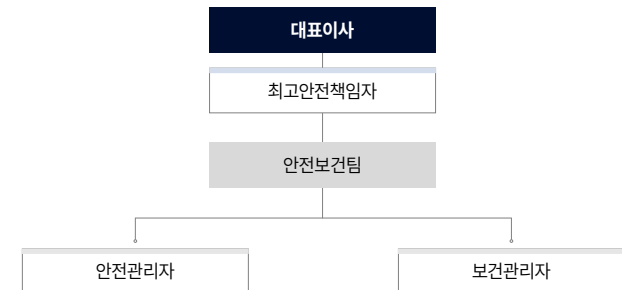 대표이사
최고안전책임자
안전보건팀
안전관리자
보건관리자